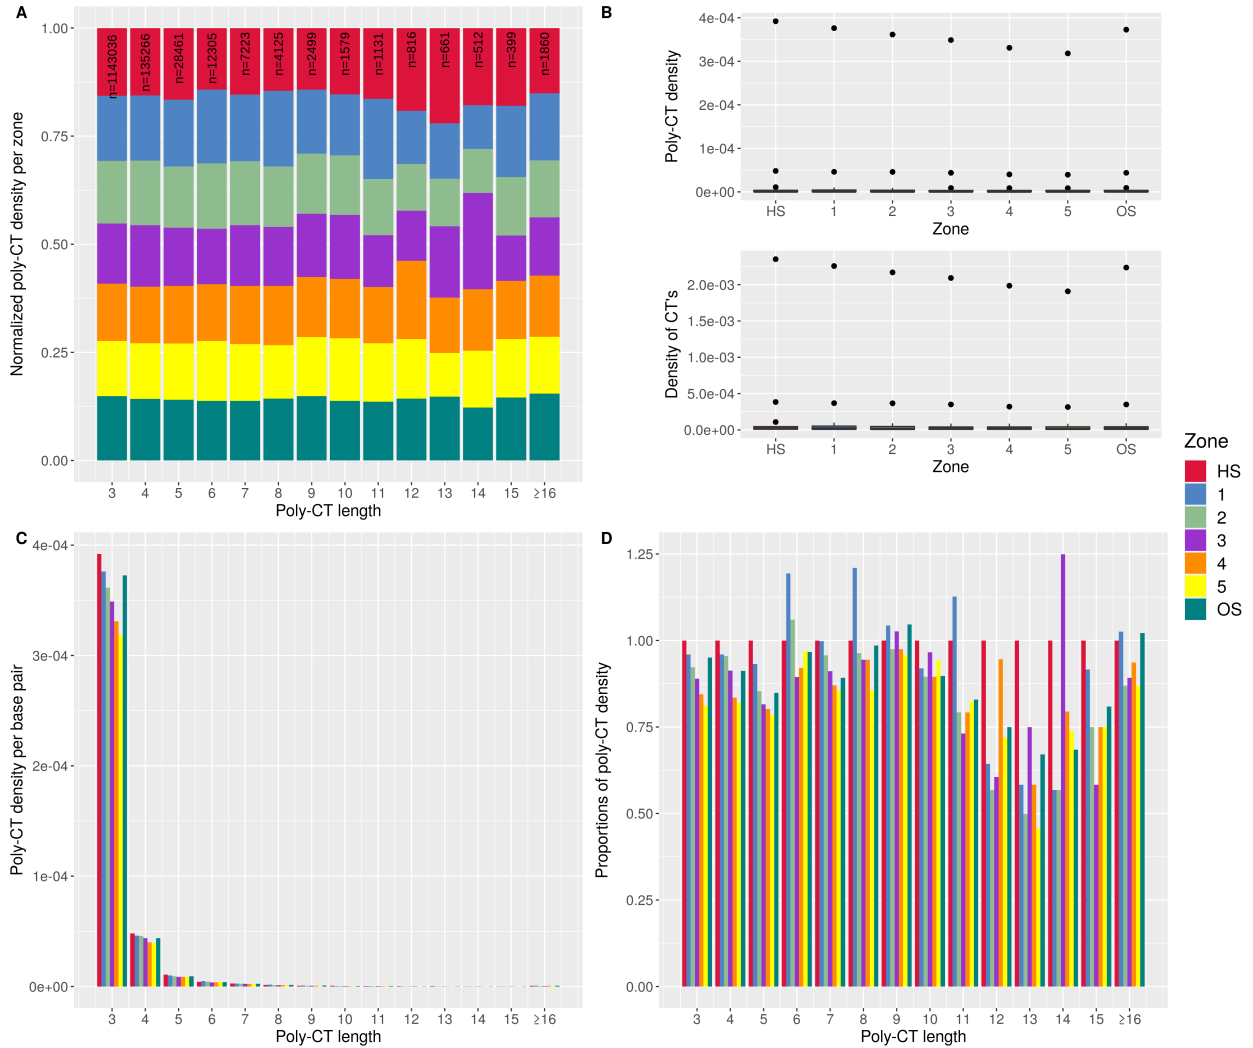 A
Normalized poly-CT density per zone
1.00
0.75
0.50
0.25
0.00
n=1143036
n=135266
n=28461
n=12305
n=7223
n=4125
n=2499
n=1579
n=1131
n=816
n=661
n=512
n=399
n=1860
3 4 5 6 7 8 9 10 11 12 13 14 15 ≥16
Poly-CT length
B
Poly-CT density
4e-04
3e-04
2e-04
1e-04
0e+00
HS 1 2 3 4 5 OS
Zone
Density of CT's
2.0e-03
1.5e-03
1.0e-03
5.0e-04
0.0e+00
HS 1 2 3 4 5 OS
Zone
Zone
HS
1
2
3
4
5
OS
C
Poly-CT density per base pair
4e-04
3e-04
2e-04
1e-04
0e+00
3 4 5 6 7 8 9 10 11 12 13 14 15 ≥16
Poly-CT length
D
Proportions of poly-CT density
1.25
1.00
0.75
0.50
0.25
0.00
3 4 5 6 7 8 9 10 11 12 13 14 15 ≥16
Poly-CT length